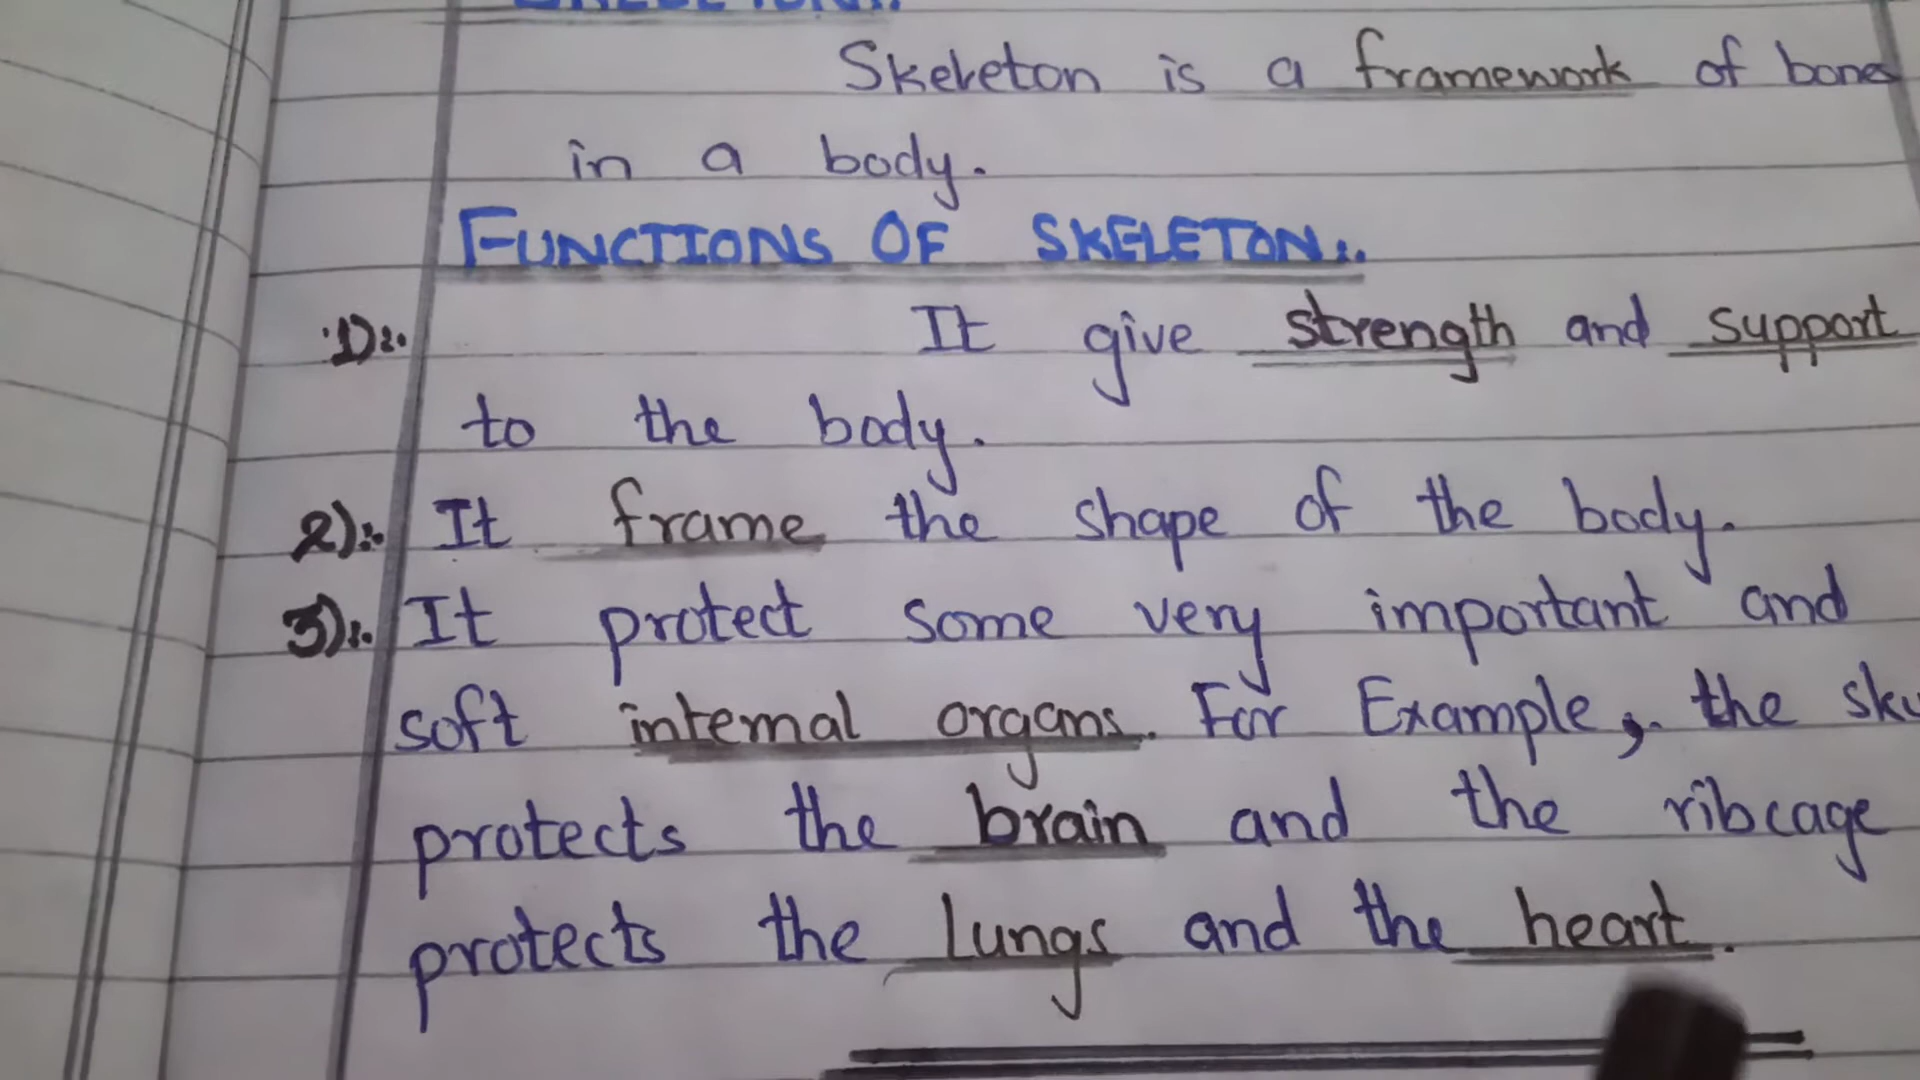 Skeleton is a framework of bones
in a body.
FUNCTIONS OF SKELETON:.
1):. It give strength and support
to the body.
2):. It frame the shape of the body.
3):. It protect some very important and
soft internal organs. For Example, the
protects the brain and the ribcage
protects the lungs and the heart.